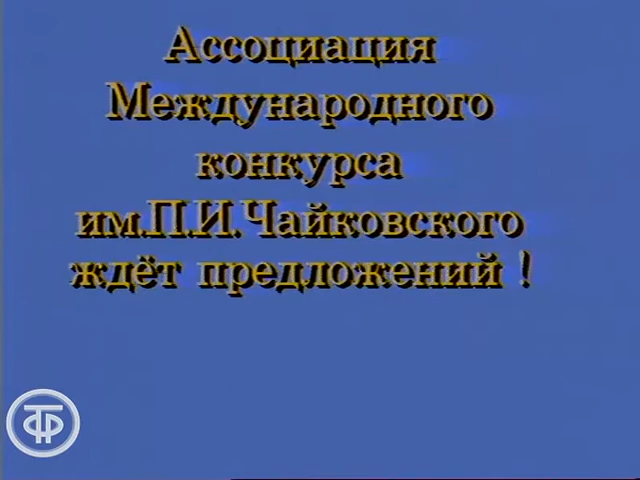 Ассоциация
Международного
конкурса
им.П.И.Чайковского
ждёт предложений !